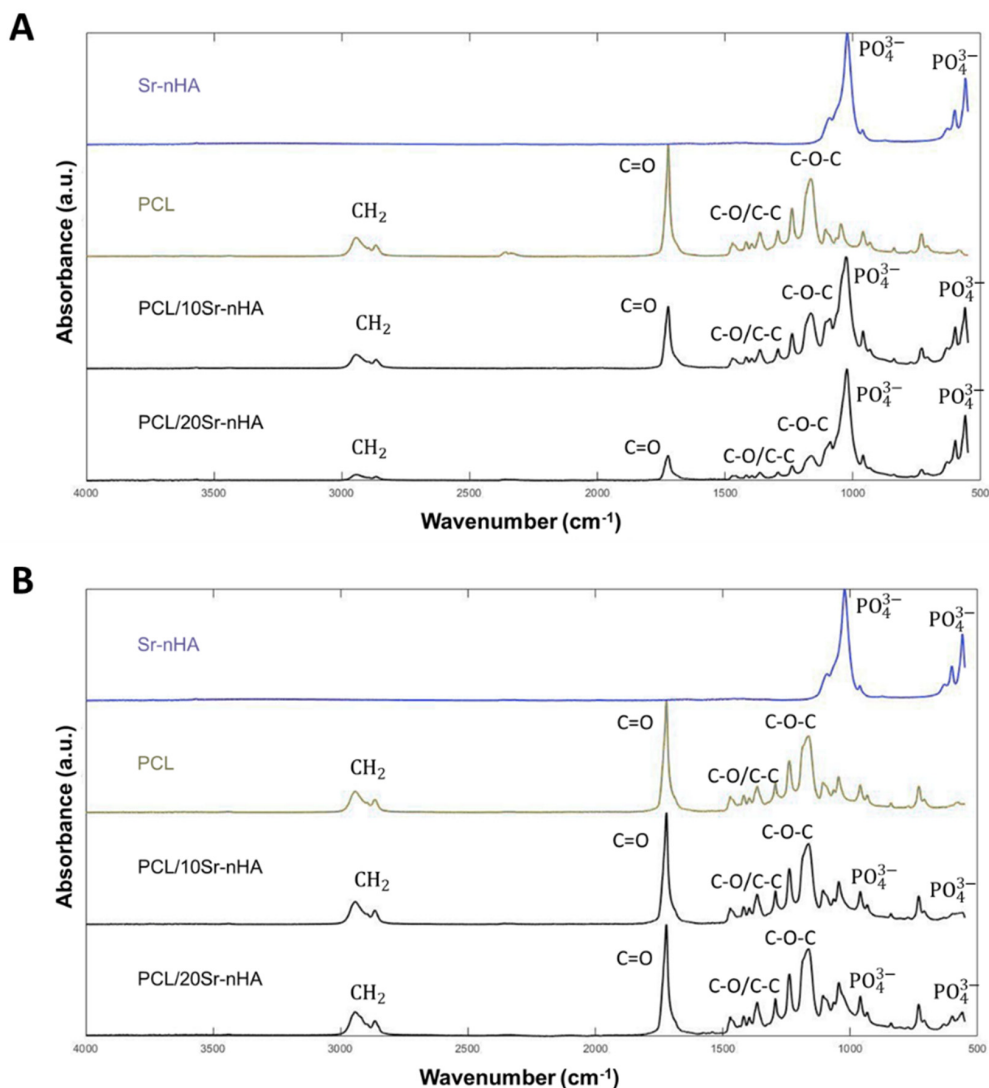 A
Absorbance (a.u.)
Sr-nHA
PO₄³⁻
PO₄³⁻
PCL
CH₂
C=O
C-O/C-C
C-O-C
PCL/10Sr-nHA
CH₂
C=O
C-O/C-C
C-O-C
PO₄³⁻
PO₄³⁻
PCL/20Sr-nHA
CH₂
C=O
C-O/C-C
C-O-C
PO₄³⁻
PO₄³⁻
4000 3500 3000 2500 2000 1500 1000 500
Wavenumber (cm⁻¹)
B
Absorbance (a.u.)
Sr-nHA
PO₄³⁻
PO₄³⁻
PCL
CH₂
C=O
C-O/C-C
C-O-C
PCL/10Sr-nHA
CH₂
C=O
C-O/C-C
C-O-C
PO₄³⁻
PO₄³⁻
PCL/20Sr-nHA
CH₂
C=O
C-O/C-C
C-O-C
PO₄³⁻
PO₄³⁻
4000 3500 3000 2500 2000 1500 1000 500
Wavenumber (cm⁻¹)